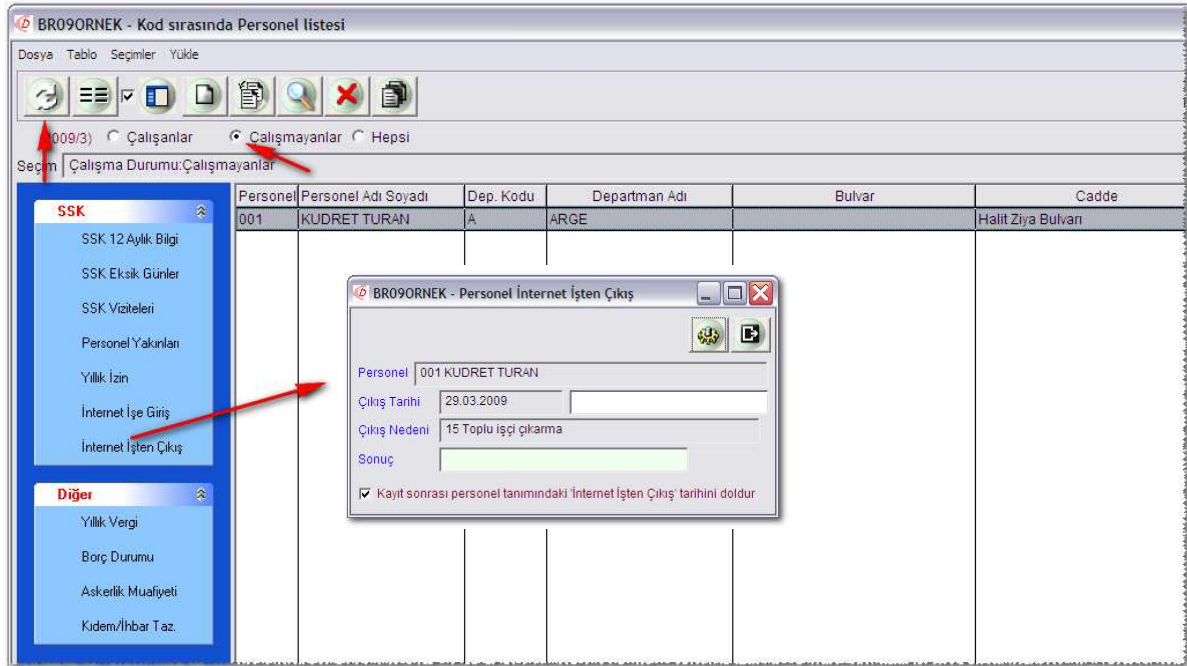 BR09ORNEK - Kod sırasında Personel listesi
Dosya Tablo Seçimler Yükle
009/3) Çalışanlar Çalışmayanlar Hepsi
Seçim Çalışma Durumu:Çalışmayanlar
Personel Personel Adı Soyadı Dep. Kodu Departman Adı Bulvar Cadde
001 KUDRET TURAN A ARGE Halit Ziya Bulvarı
SSK
SSK 12 Aylık Bilgi
SSK Eksik Günler
SSK Viziteleri
Personel Yakınları
Yıllık İzin
İnternet İşe Giriş
İnternet İşten Çıkış
Diğer
Yıllık Vergi
Borç Durumu
Askerlik Muafiyeti
Kıdem/İhbar Taz.
BR09ORNEK - Personel İnternet İşten Çıkış
Personel 001 KUDRET TURAN
Çıkış Tarihi 29.03.2009
Çıkış Nedeni 15 Toplu işçi çıkarma
Sonuç
Kayıt sonrası personel tanımındaki 'İnternet İşten Çıkış' tarihini doldur